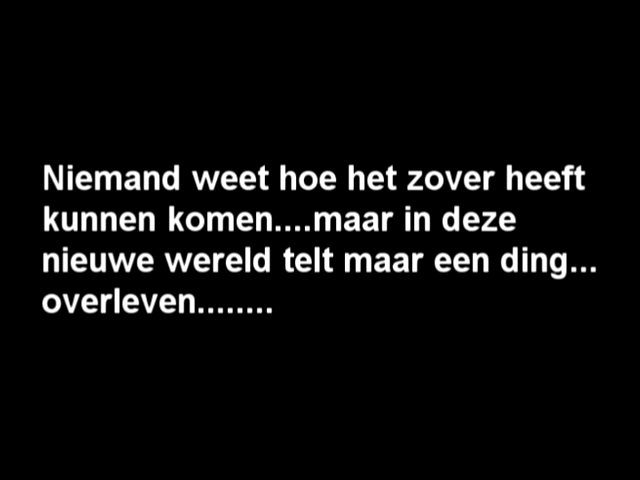 Niemand weet hoe het zover heeft
kunnen komen....maar in deze
nieuwe wereld telt maar een ding...
overleven........